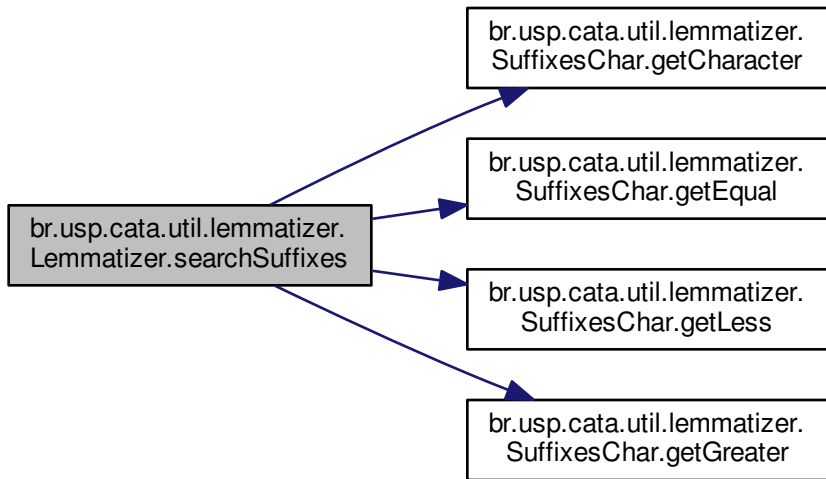 br.usp.cata.util.lemmatizer.
SuffixesChar.getCharacter
br.usp.cata.util.lemmatizer.
SuffixesChar.getEqual
br.usp.cata.util.lemmatizer.
Lemmatizer.searchSuffixes
br.usp.cata.util.lemmatizer.
SuffixesChar.getLess
br.usp.cata.util.lemmatizer.
SuffixesChar.getGreater